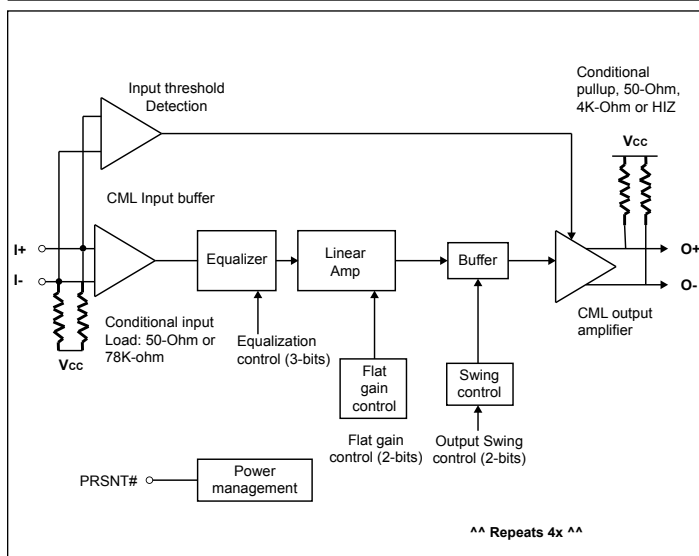 Input threshold
Detection
Conditional
pullup, 50-Ohm,
4K-Ohm or HIZ
Vcc
CML Input buffer
I+
I-
Equalizer
Linear
Amp
Buffer
O+
O-
CML output
amplifier
Conditional input
Load: 50-Ohm or
78K-ohm
Vcc
Equalization
control (3-bits)
Flat
gain
control
Swing
control
Flat gain
control (2-bits)
Output Swing
control (2-bits)
PRSNT#
Power
management
^^ Repeats 4x ^^